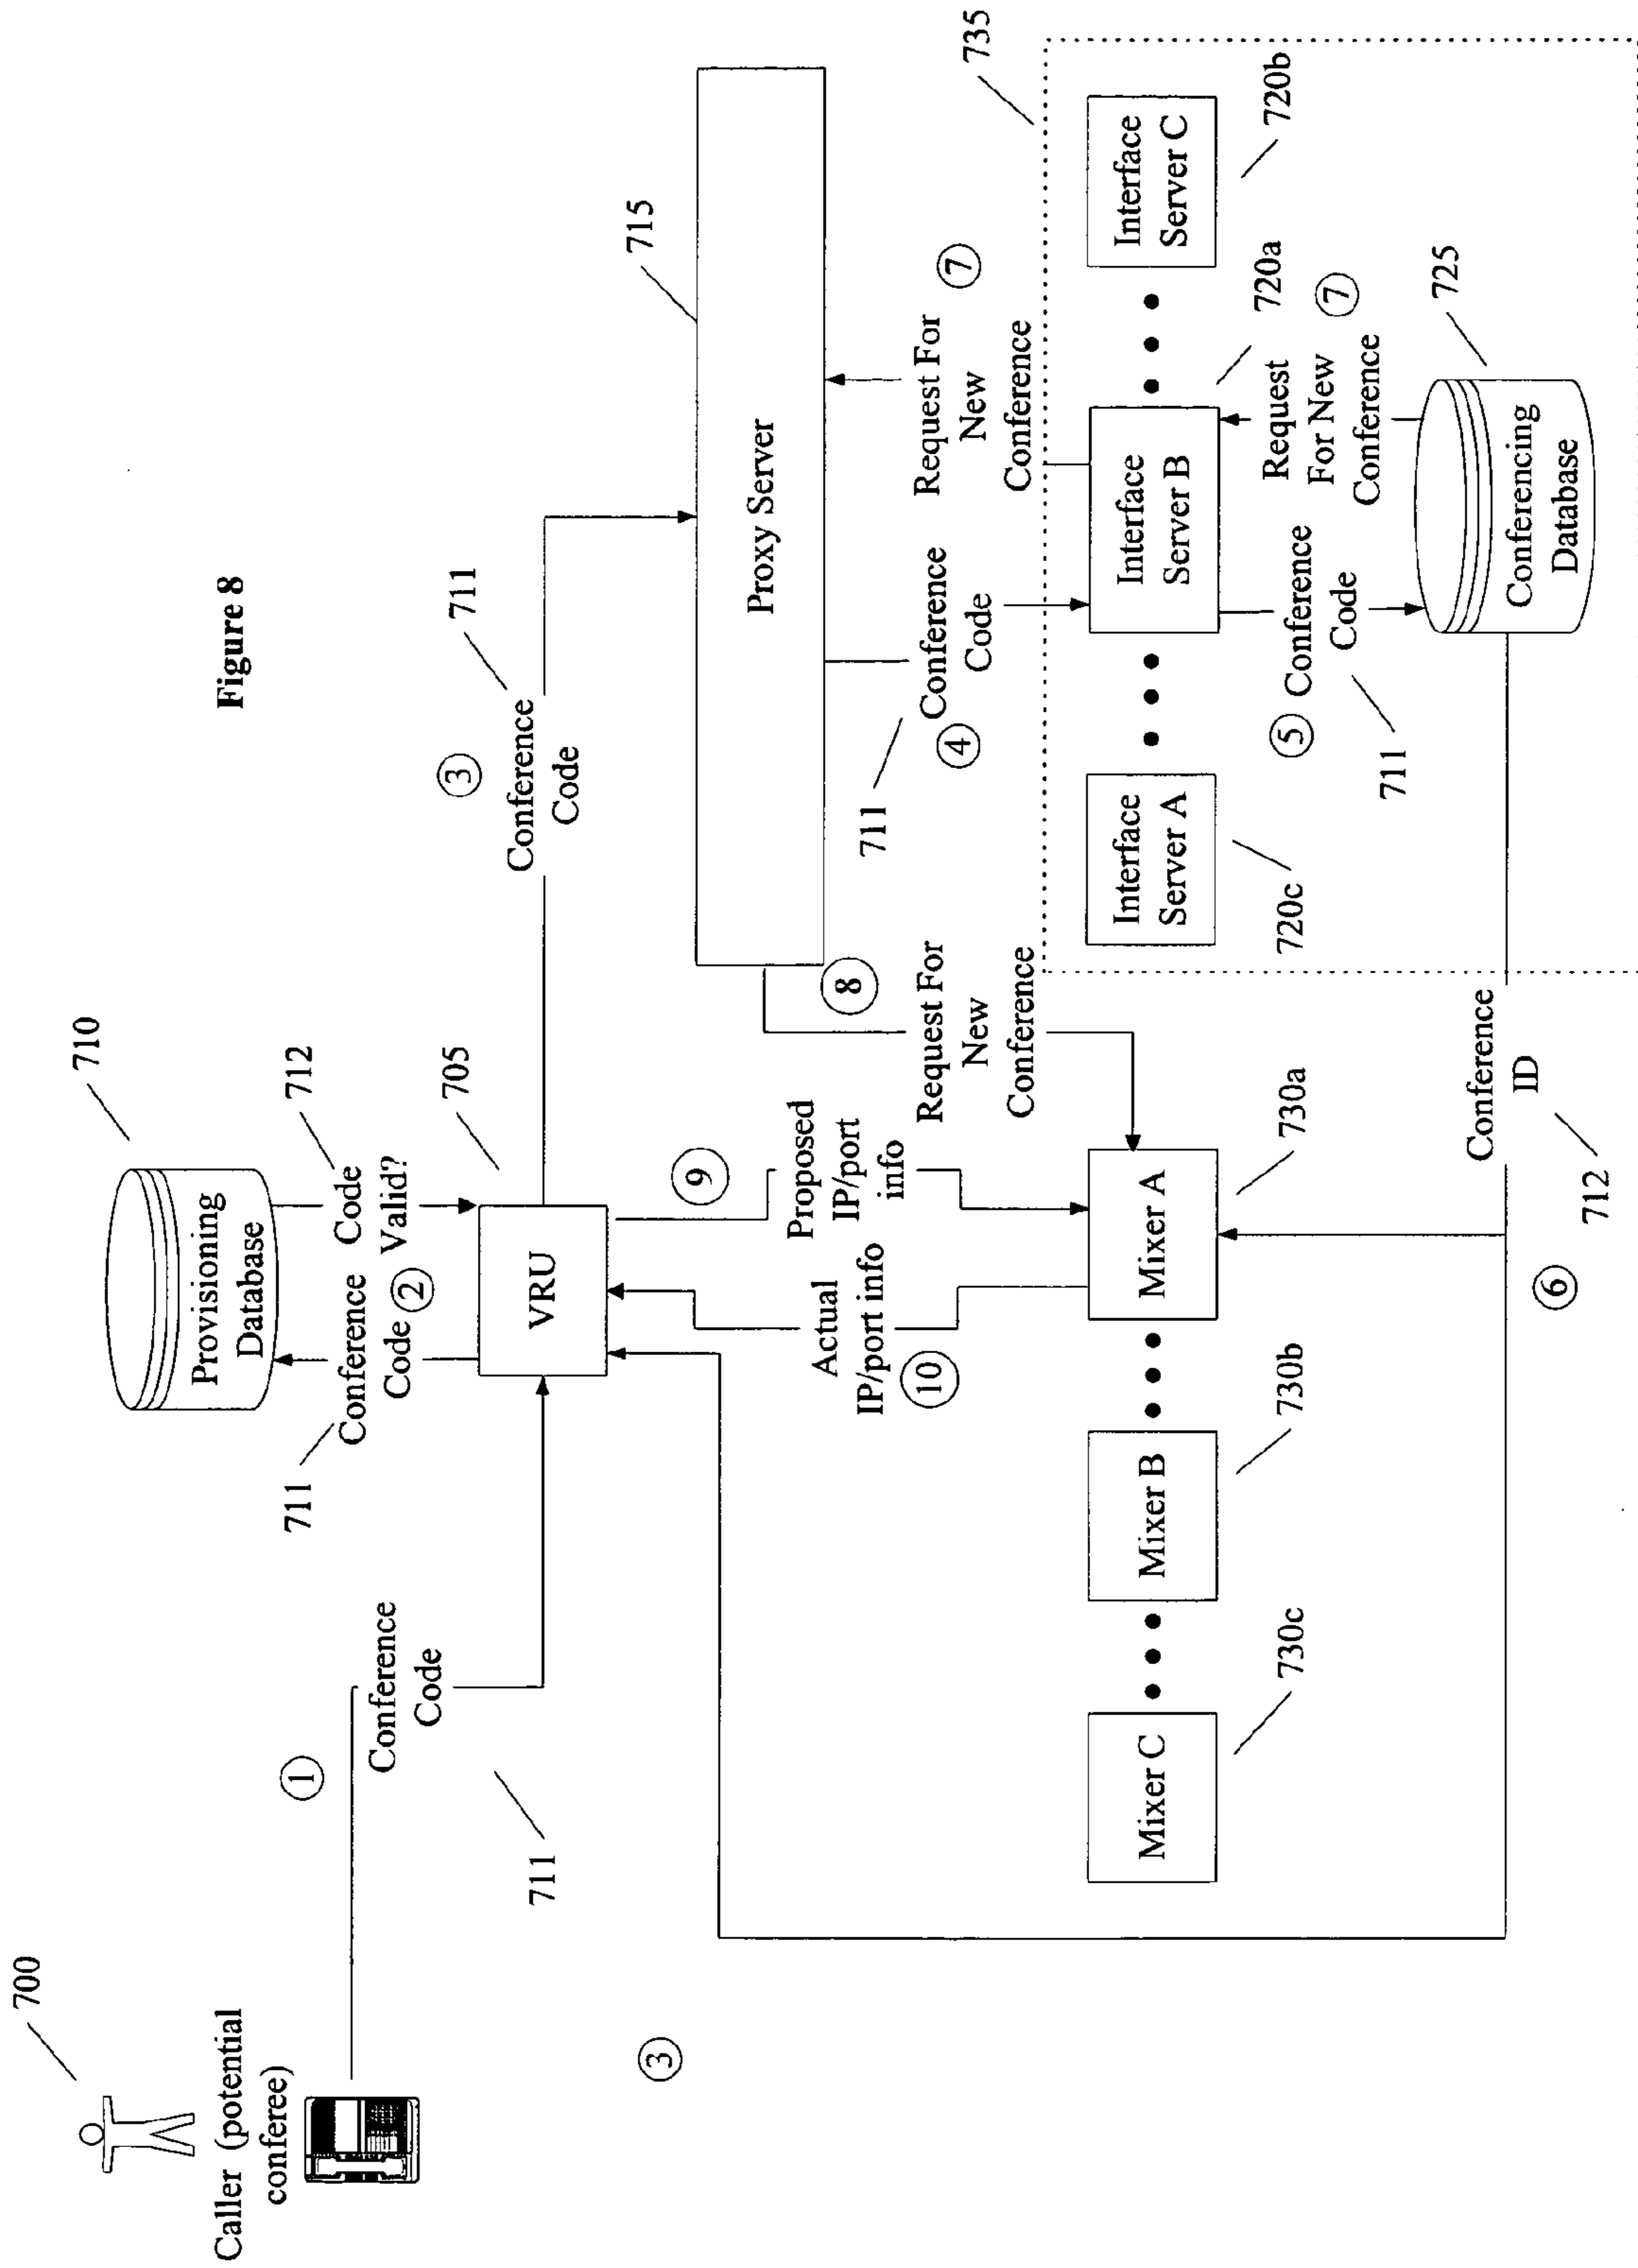 Figure 8
700
Caller (potential
conferee)
1
Conference
Code
711
710
Provisioning
Database
711
Conference
Code
2
712
Code
Valid?
705
VRU
3
Conference
Code
711
715
Proxy Server
3
9
Proposed
IP/port
info
Actual
IP/port info
10
8
Request For
New
Conference
711
Conference
Code
4
Request For
New
Conference
7
735
Mixer C
730c
Mixer B
730b
Mixer A
730a
Interface
Server A
720c
Interface
Server B
720a
Interface
Server C
720b
5
Conference
Code
711
Request
For New
Conference
7
725
Conferencing
Database
Conference
ID
712
6